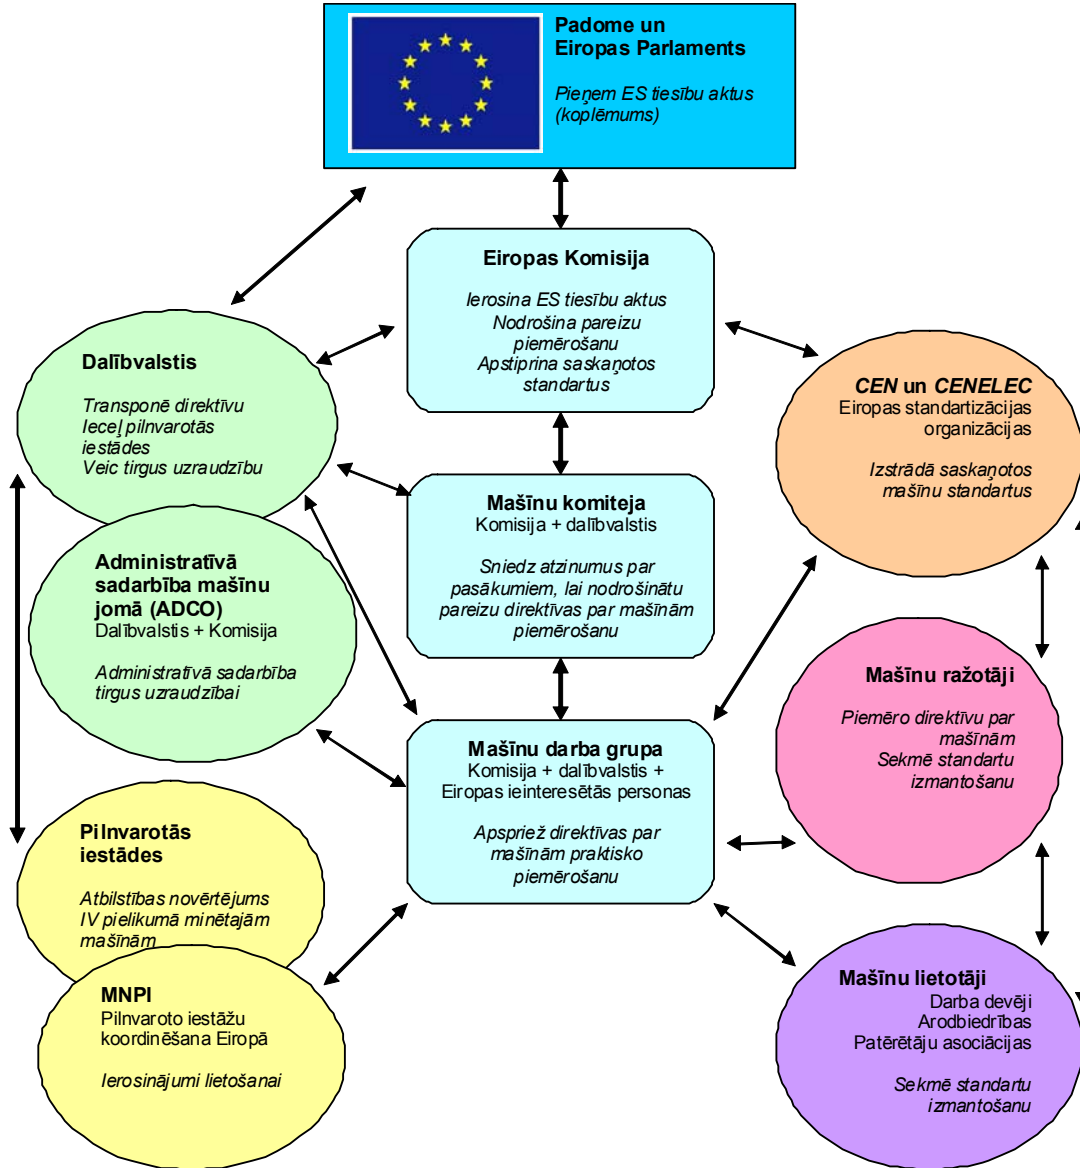 Padome un
Eiropas Parlaments
Pieņem ES tiesību aktus
(koplēmums)
Eiropas Komisija
Ierosina ES tiesību aktus
Nodrošina pareizu
piemērošanu
Apstiprina saskaņotos
standartus
Dalībvalstis
Transponē direktīvu
Ieceļ pilnvarotās
iestādes
Veic tirgus uzraudzību
CEN un CENELEC
Eiropas standartizācijas
organizācijas
Izstrādā saskaņotos
mašīnu standartus
Mašīnu komiteja
Komisija + dalībvalstis
Sniedz atzinumus par
pasākumiem, lai nodrošinātu
pareizu direktīvas par mašīnām
piemērošanu
Administratīvā
sadarbība mašīnu
jomā (ADCO)
Dalībvalstis + Komisija
Administratīvā sadarbība
tirgus uzraudzībai
Mašīnu ražotāji
Piemēro direktīvu par
mašīnām
Sekmē standartu
izmantošanu
Mašīnu darba grupa
Komisija + dalībvalstis +
Eiropas ieinteresētās personas
Apspriež direktīvas par
mašīnām praktisko
piemērošanu
Pilnvarotās
iestādes
Atbilstības novērtējums
IV pielikumā minētajām
mašīnām
MNPI
Pilnvaroto iestāžu
koordinēšana Eiropā
Ierosinājumi lietošanai
Mašīnu lietotāji
Darba devēji
Arodbiedrības
Patērētāju asociācijas
Sekmē standartu
izmantošanu